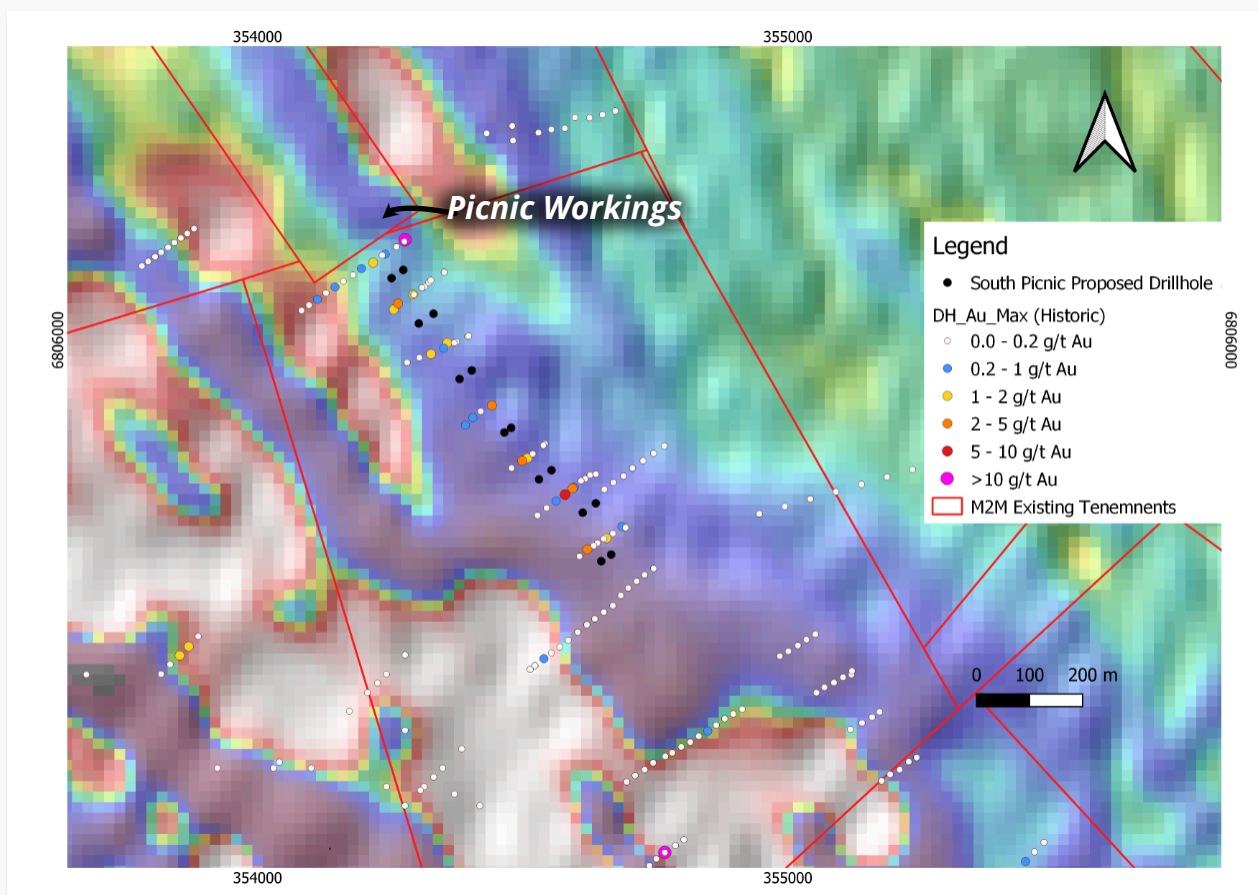 354000
355000
Picnic Workings
Legend
South Picnic Proposed Drillhole
DH_Au_Max (Historic)
0.0 - 0.2 g/t Au
0.2 - 1 g/t Au
1 - 2 g/t Au
2 - 5 g/t Au
5 - 10 g/t Au
>10 g/t Au
M2M Existing Tenemnents
6806000
6806000
0 100 200 m
354000
355000